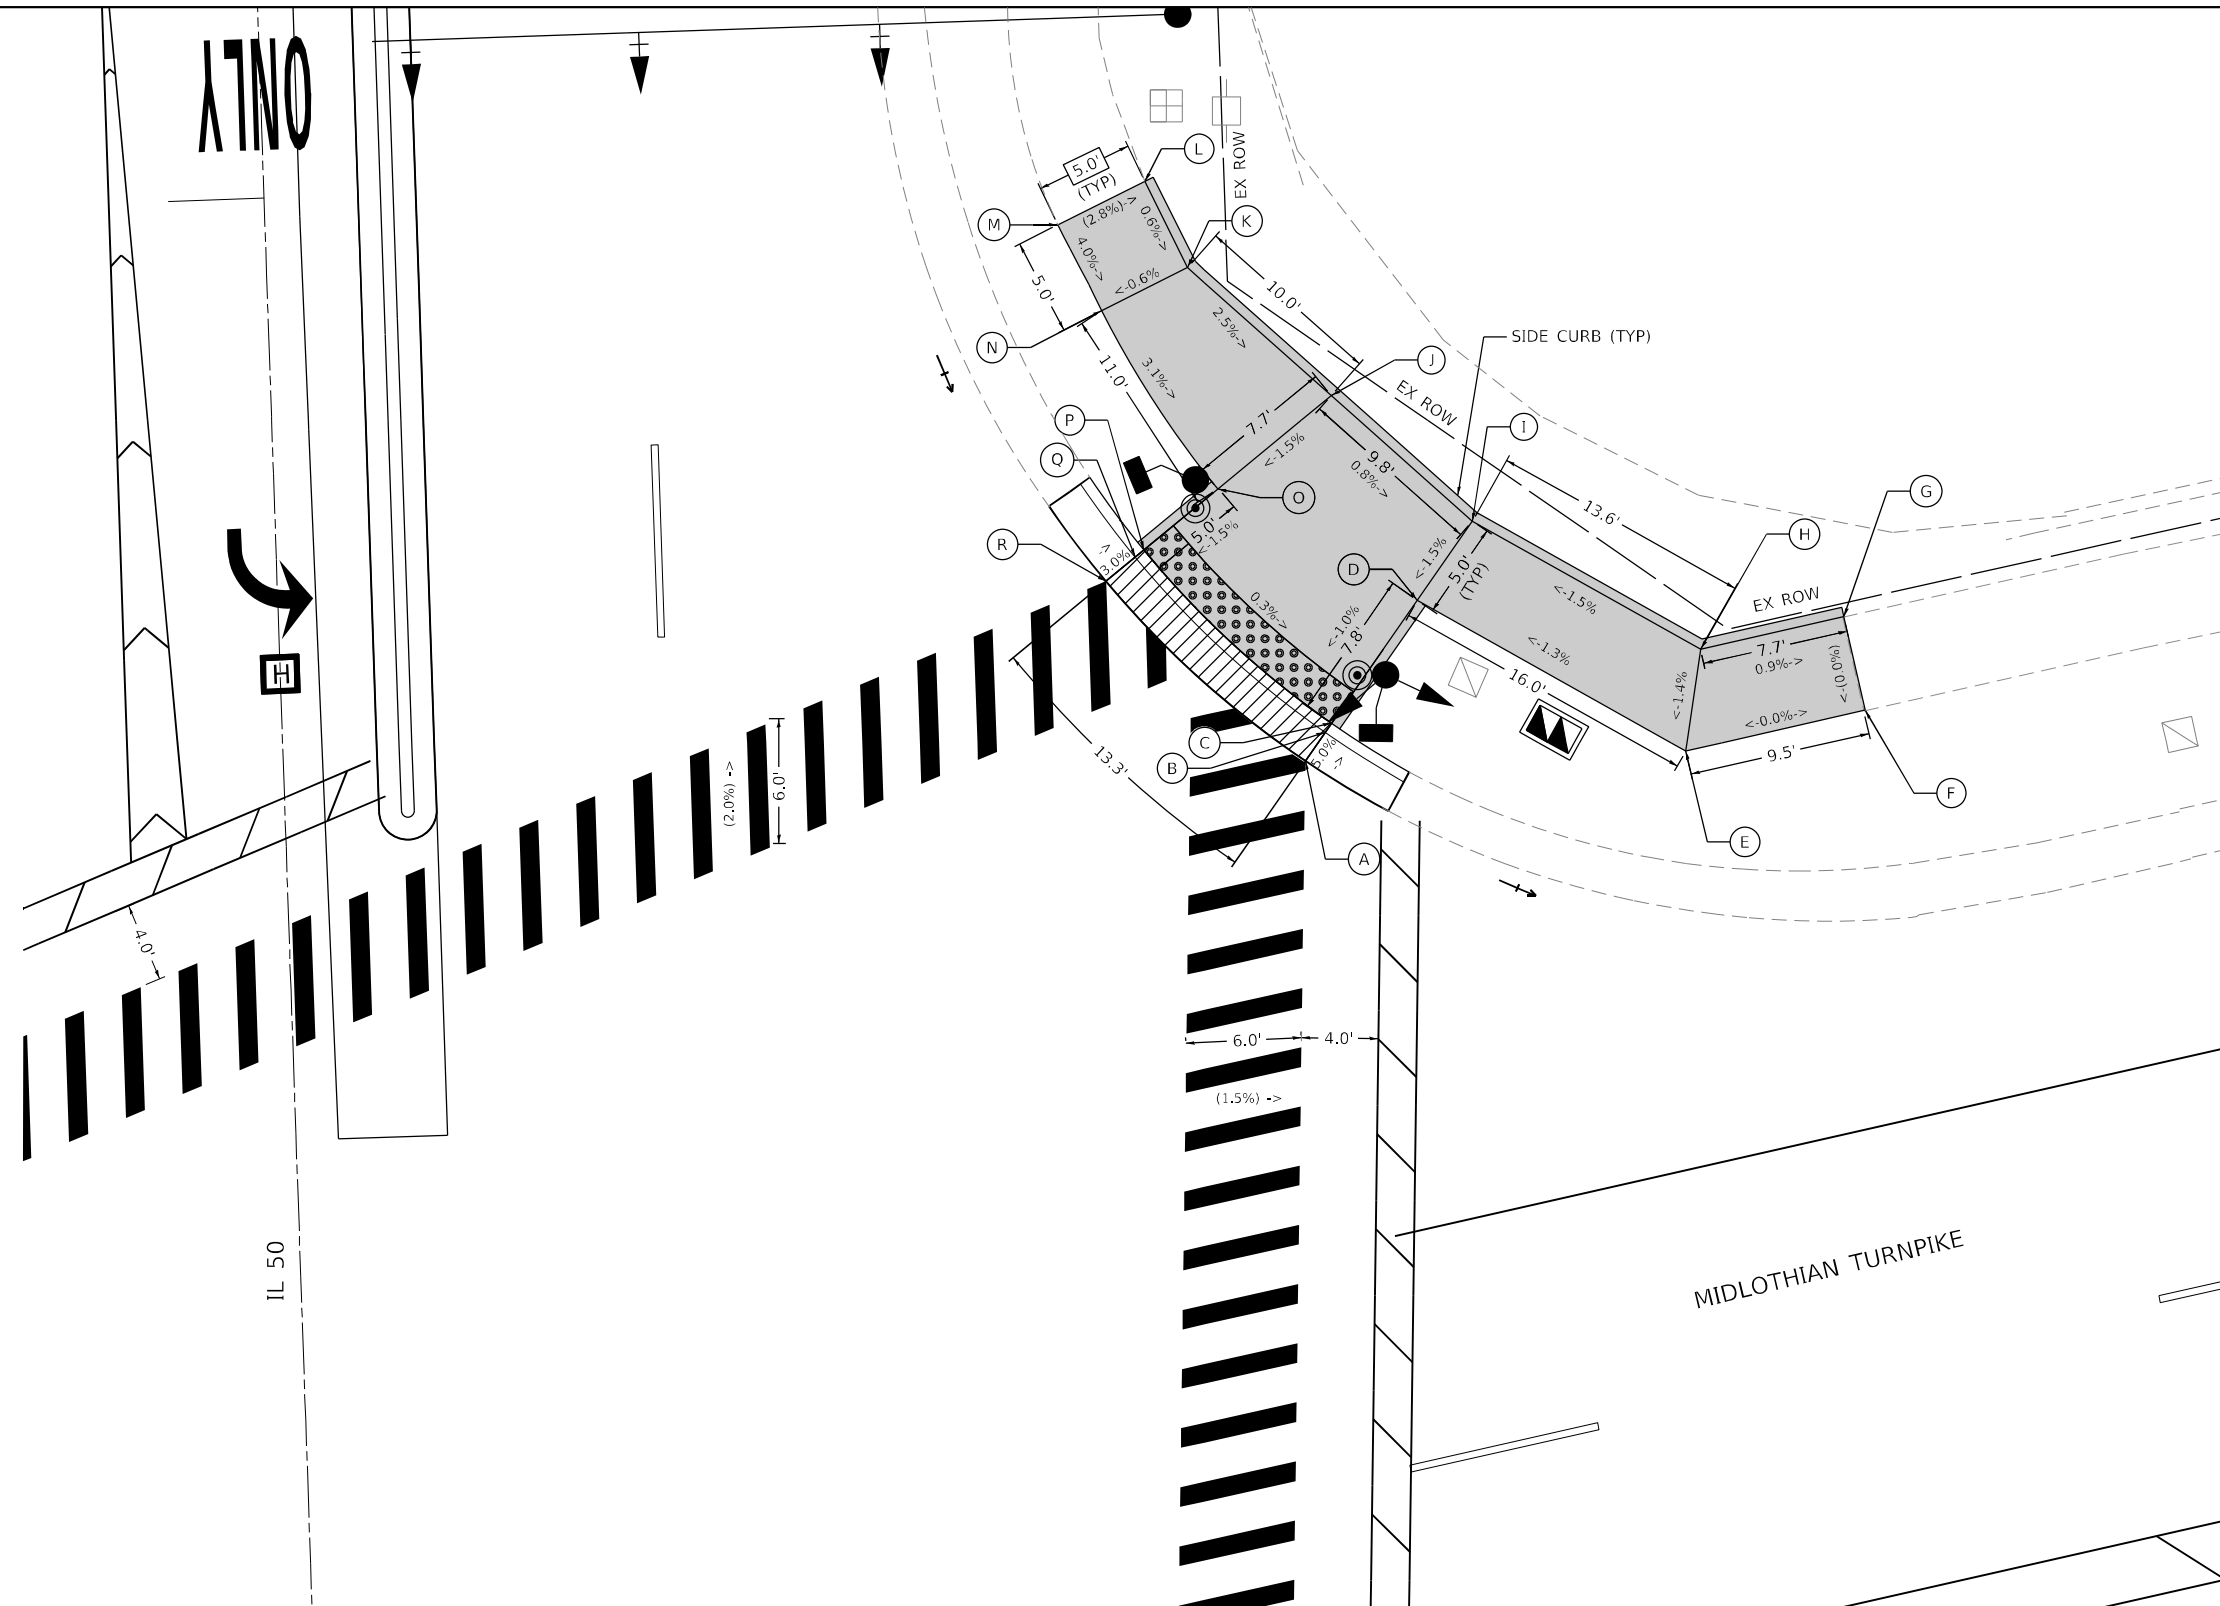 ONLY
L
5.0'
(TYP)
EX ROW
M
(2.8%)->
0.6%->
K
4.0%->
<-0.6%
5.0'
10.0'
2.5%->
N
SIDE CURB (TYP)
11.0'
3.1%->
J
EX ROW
P
7.7'
I
<-1.5%
Q
9.8'
0.8%->
O
13.6'
G
5.0'
<-1.5%
R
->
3.0%
<-1.5%
5.0'
(TYP)
D
H
0.3%->
<-1.5%
EX ROW
<-1.0%
7.8'
<-1.3%
7.7'
0.9%->
<-(0.0%)
H
16.0'
<-1.4%
<-0.0%->
C
B
5.0%
->
9.5'
13.3'
(2.0%) ->
6.0'
F
E
A
4.0'
6.0'
4.0'
(1.5%) ->
IL 50
MIDLOTHIAN TURNPIKE